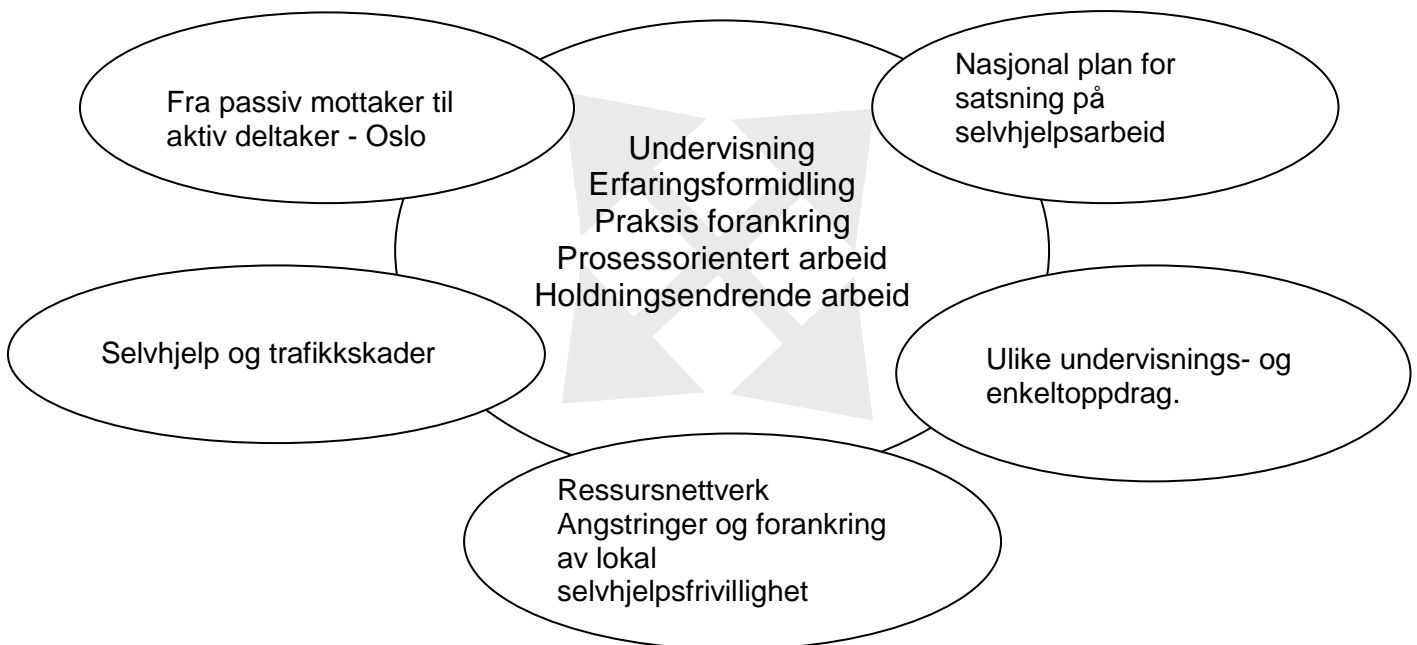 Fra passiv mottaker til
aktiv deltaker - Oslo
Nasjonal plan for
satsning på
selvhjelpsarbeid
Undervisning
Erfaringsformidling
Praksis forankring
Prosessorientert arbeid
Holdningsendrende arbeid
Selvhjelp og trafikkskader
Ulike undervisnings- og
enkeltoppdrag.
Ressursnettverk
Angstringer og forankring
av lokal
selvhjelpsfrivillighet